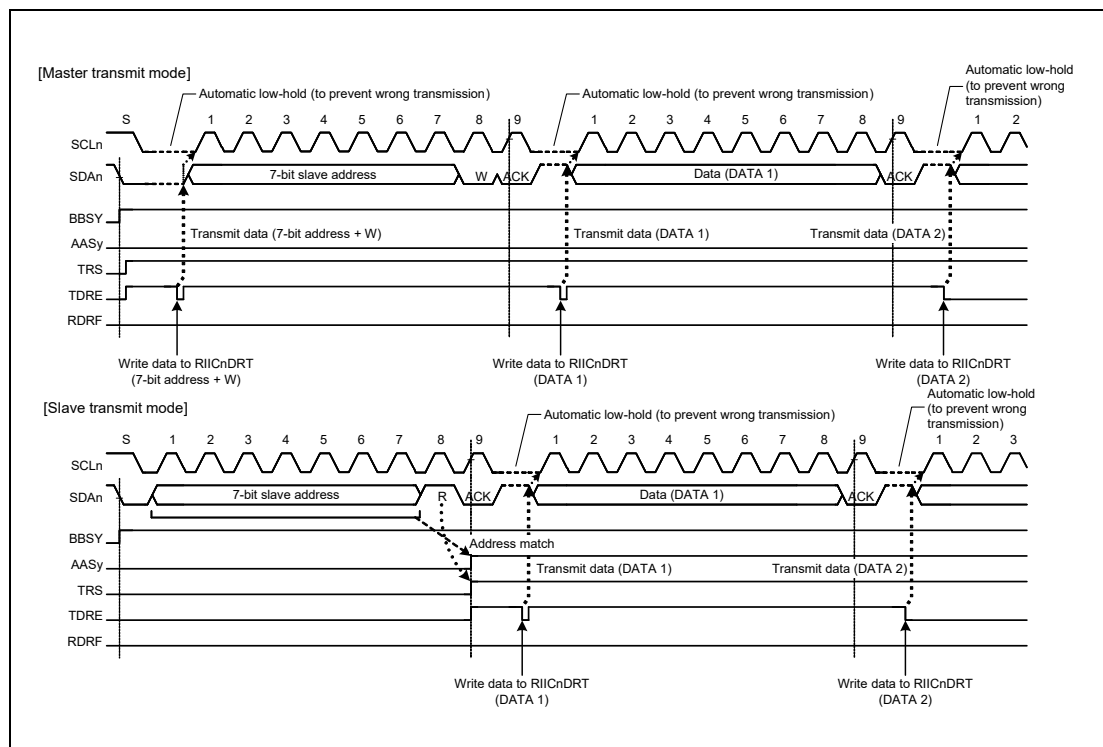 [Master transmit mode]
Automatic low-hold (to prevent wrong transmission)
Automatic low-hold (to prevent wrong transmission)
Automatic low-hold
(to prevent wrong
transmission)
S 1 2 3 4 5 6 7 8 9 1 2 3 4 5 6 7 8 9 1 2
SCLn
SDAn 7-bit slave address W ACK Data (DATA 1) ACK
BBSY
Transmit data (7-bit address + W) Transmit data (DATA 1) Transmit data (DATA 2)
AASy
TRS
TDRE
RDRF
Write data to RIICnDRT
(7-bit address + W)
Write data to RIICnDRT
(DATA 1)
Write data to RIICnDRT
(DATA 2)
[Slave transmit mode]
Automatic low-hold (to prevent wrong transmission)
Automatic low-hold
(to prevent wrong
transmission)
S 1 2 3 4 5 6 7 8 9 1 2 3 4 5 6 7 8 9 1 2 3
SCLn
SDAn 7-bit slave address R ACK Data (DATA 1) ACK
BBSY
Address match
AASy
Transmit data (DATA 1) Transmit data (DATA 2)
TRS
TDRE
RDRF
Write data to RIICnDRT
(DATA 1)
Write data to RIICnDRT
(DATA 2)